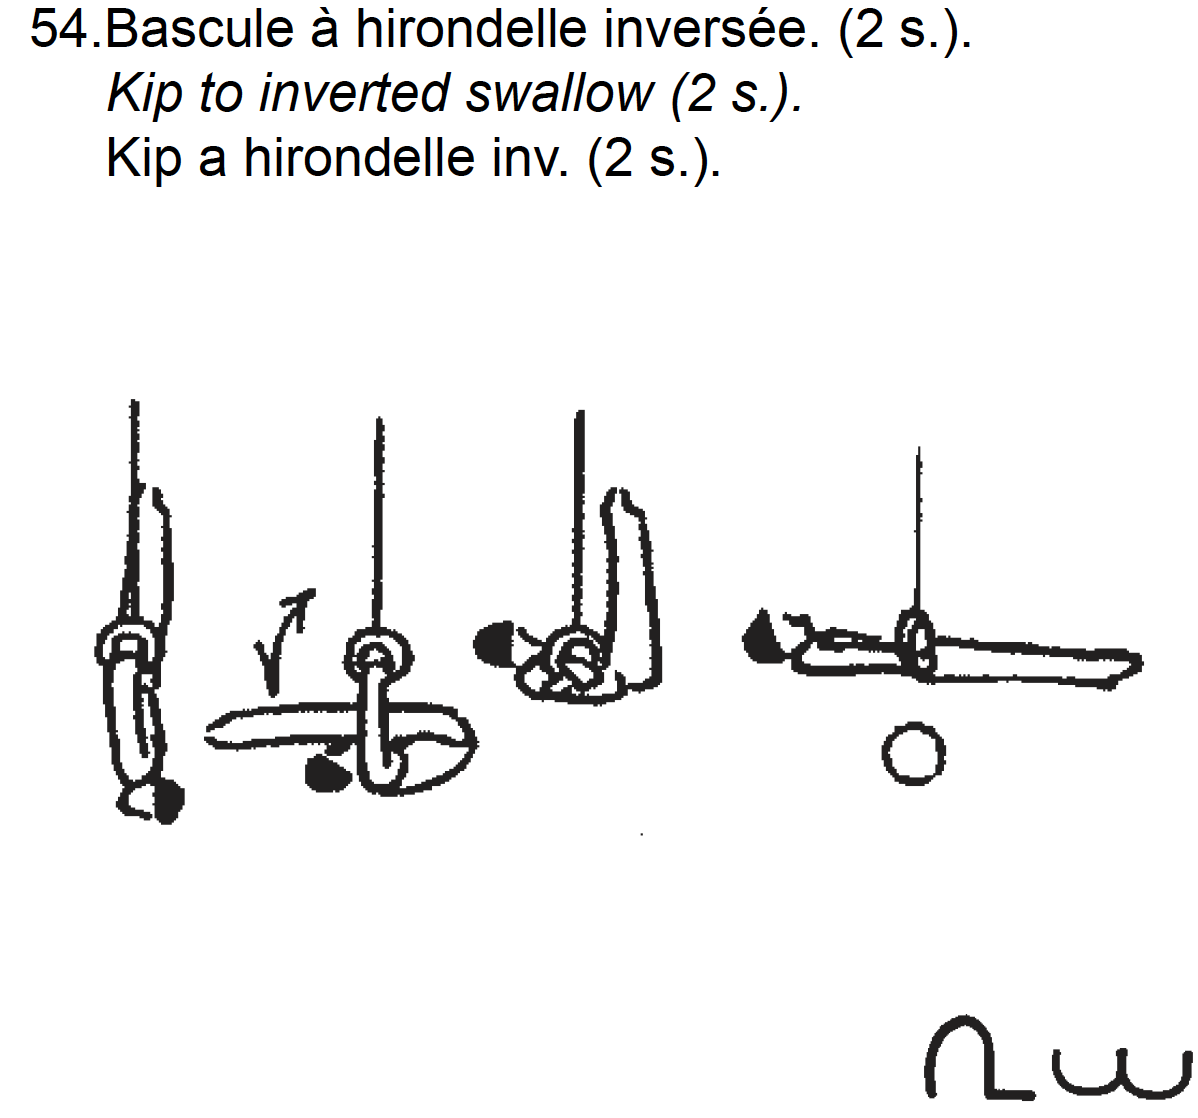 54.Bascule à hirondelle inversée. (2 s.).
Kip to inverted swallow (2 s.).
Kip a hirondelle inv. (2 s.).